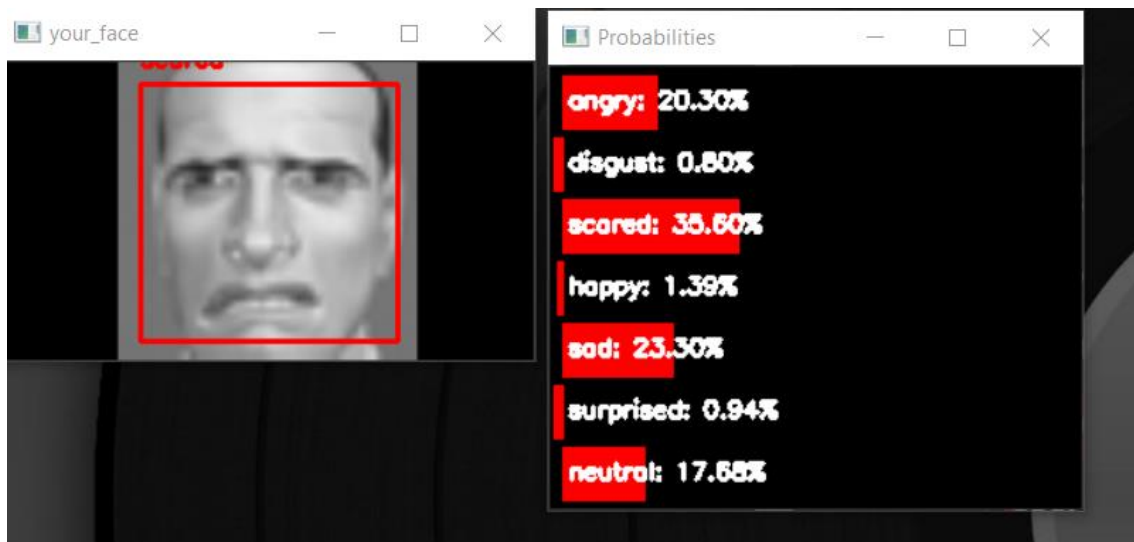 your_face
scared
Probabilities
angry: 20.30%
disgust: 0.80%
scared: 35.60%
happy: 1.39%
sad: 23.30%
surprised: 0.94%
neutral: 17.68%